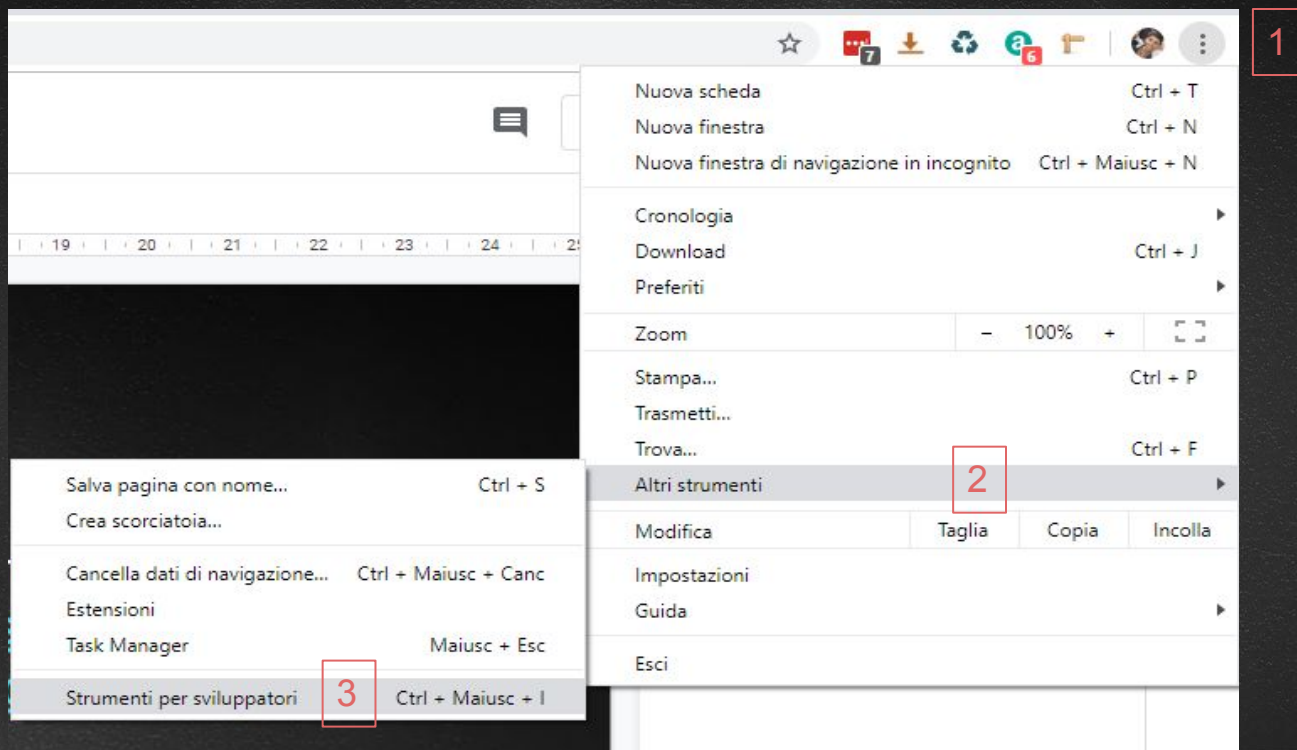 7
6
1
Nuova scheda Ctrl + T
Nuova finestra Ctrl + N
Nuova finestra di navigazione in incognito Ctrl + Maiusc + N
Cronologia
Download Ctrl + J
Preferiti
Zoom - 100% +
Stampa... Ctrl + P
Trasmetti...
Trova... Ctrl + F
Altri strumenti 2
Modifica Taglia Copia Incolla
Impostazioni
Guida
Esci
19 20 21 22 23 24
Salva pagina con nome... Ctrl + S
Crea scorciatoia...
Cancella dati di navigazione... Ctrl + Maiusc + Canc
Estensioni
Task Manager Maiusc + Esc
Strumenti per sviluppatori 3 Ctrl + Maiusc + I